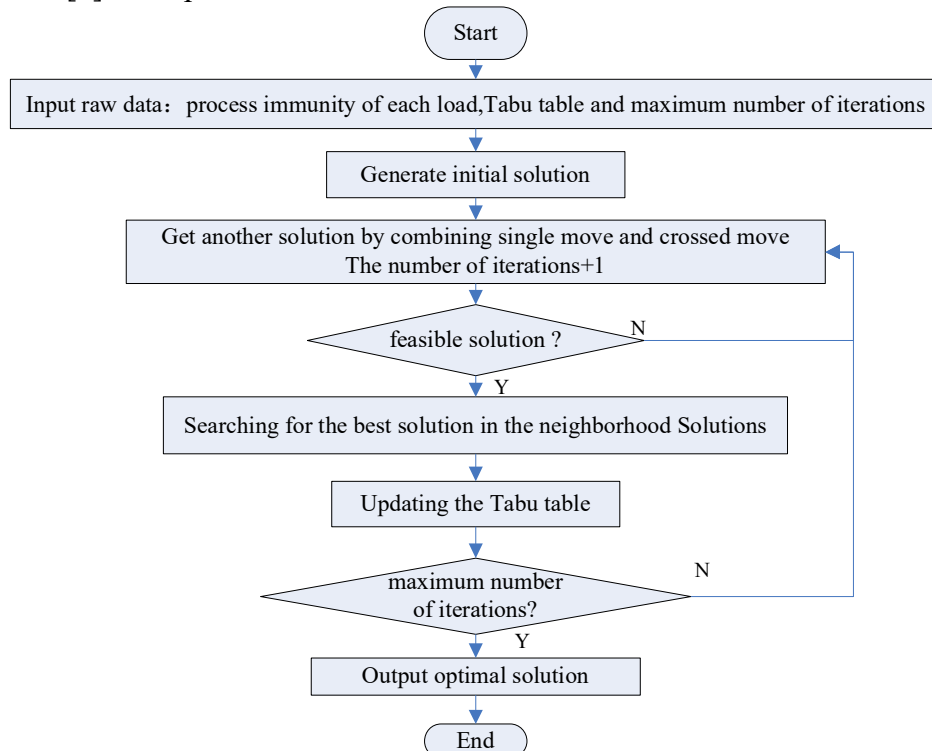 Start
Input raw data：process immunity of each load,Tabu table and maximum number of iterations
Generate initial solution
Get another solution by combining single move and crossed move
The number of iterations+1
feasible solution ?
N
Y
Searching for the best solution in the neighborhood Solutions
Updating the Tabu table
maximum number
of iterations?
N
Y
Output optimal solution
End